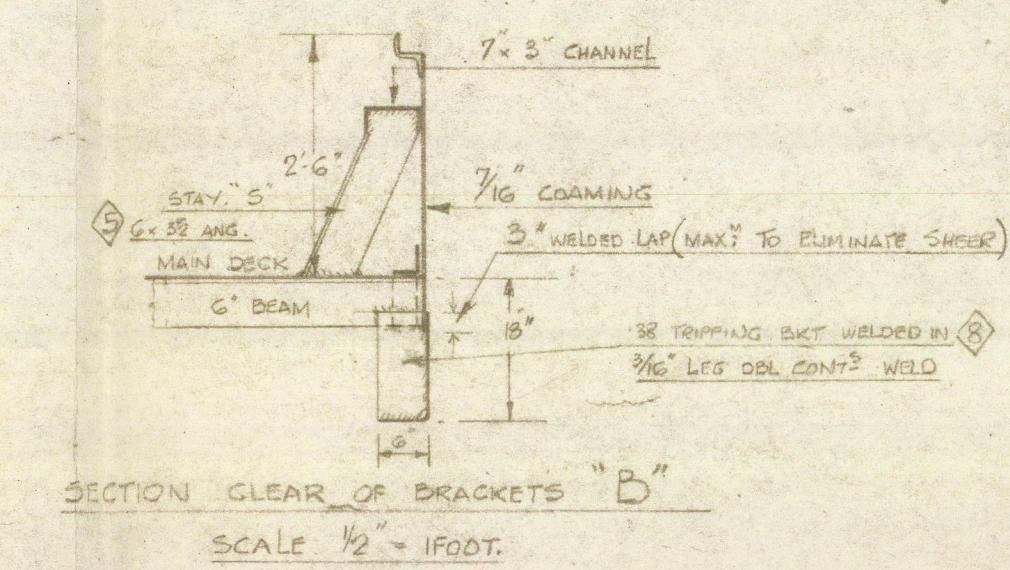 7" x 3" CHANNEL
2'-6"
7/16" COAMING
STAY. "S"
5 6 x 3½ ANG.
3" WELDED LAP (MAX.M TO ELIMINATE SHEER)
MAIN DECK
6" BEAM
18"
TRIPPING BKT WELDED IN 8
3/16" LEG DBL CONTS WELD
6"
SECTION CLEAR OF BRACKETS "B"
SCALE 1/2" = 1FOOT.